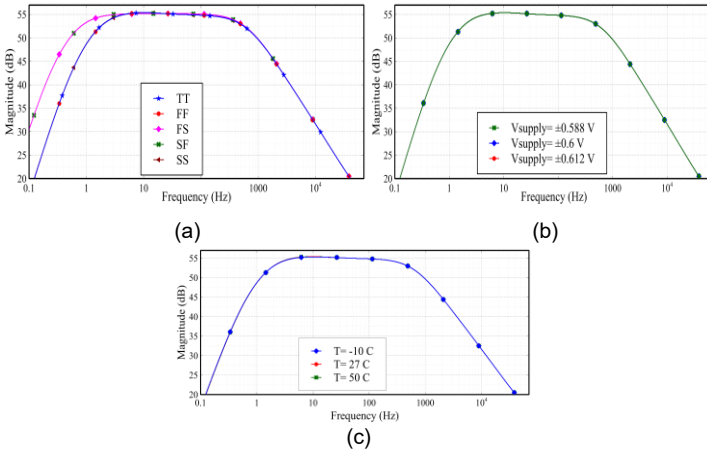 Magnitude (dB)
60
55
50
45
40
35
30
25
20
TT
FF
FS
SF
SS
0.1
1
10
100
1000
10⁴
Frequency (Hz)
(a)
Magnitude (dB)
60
55
50
45
40
35
30
25
20
Vsupply= ±0.588 V
Vsupply= ±0.6 V
Vsupply= ±0.612 V
0.1
1
10
100
1000
10⁴
Frequency (Hz)
(b)
Magnitude (dB)
60
55
50
45
40
35
30
25
20
T= -10 C
T= 27 C
T= 50 C
0.1
1
10
100
1000
10⁴
Frequency (Hz)
(c)